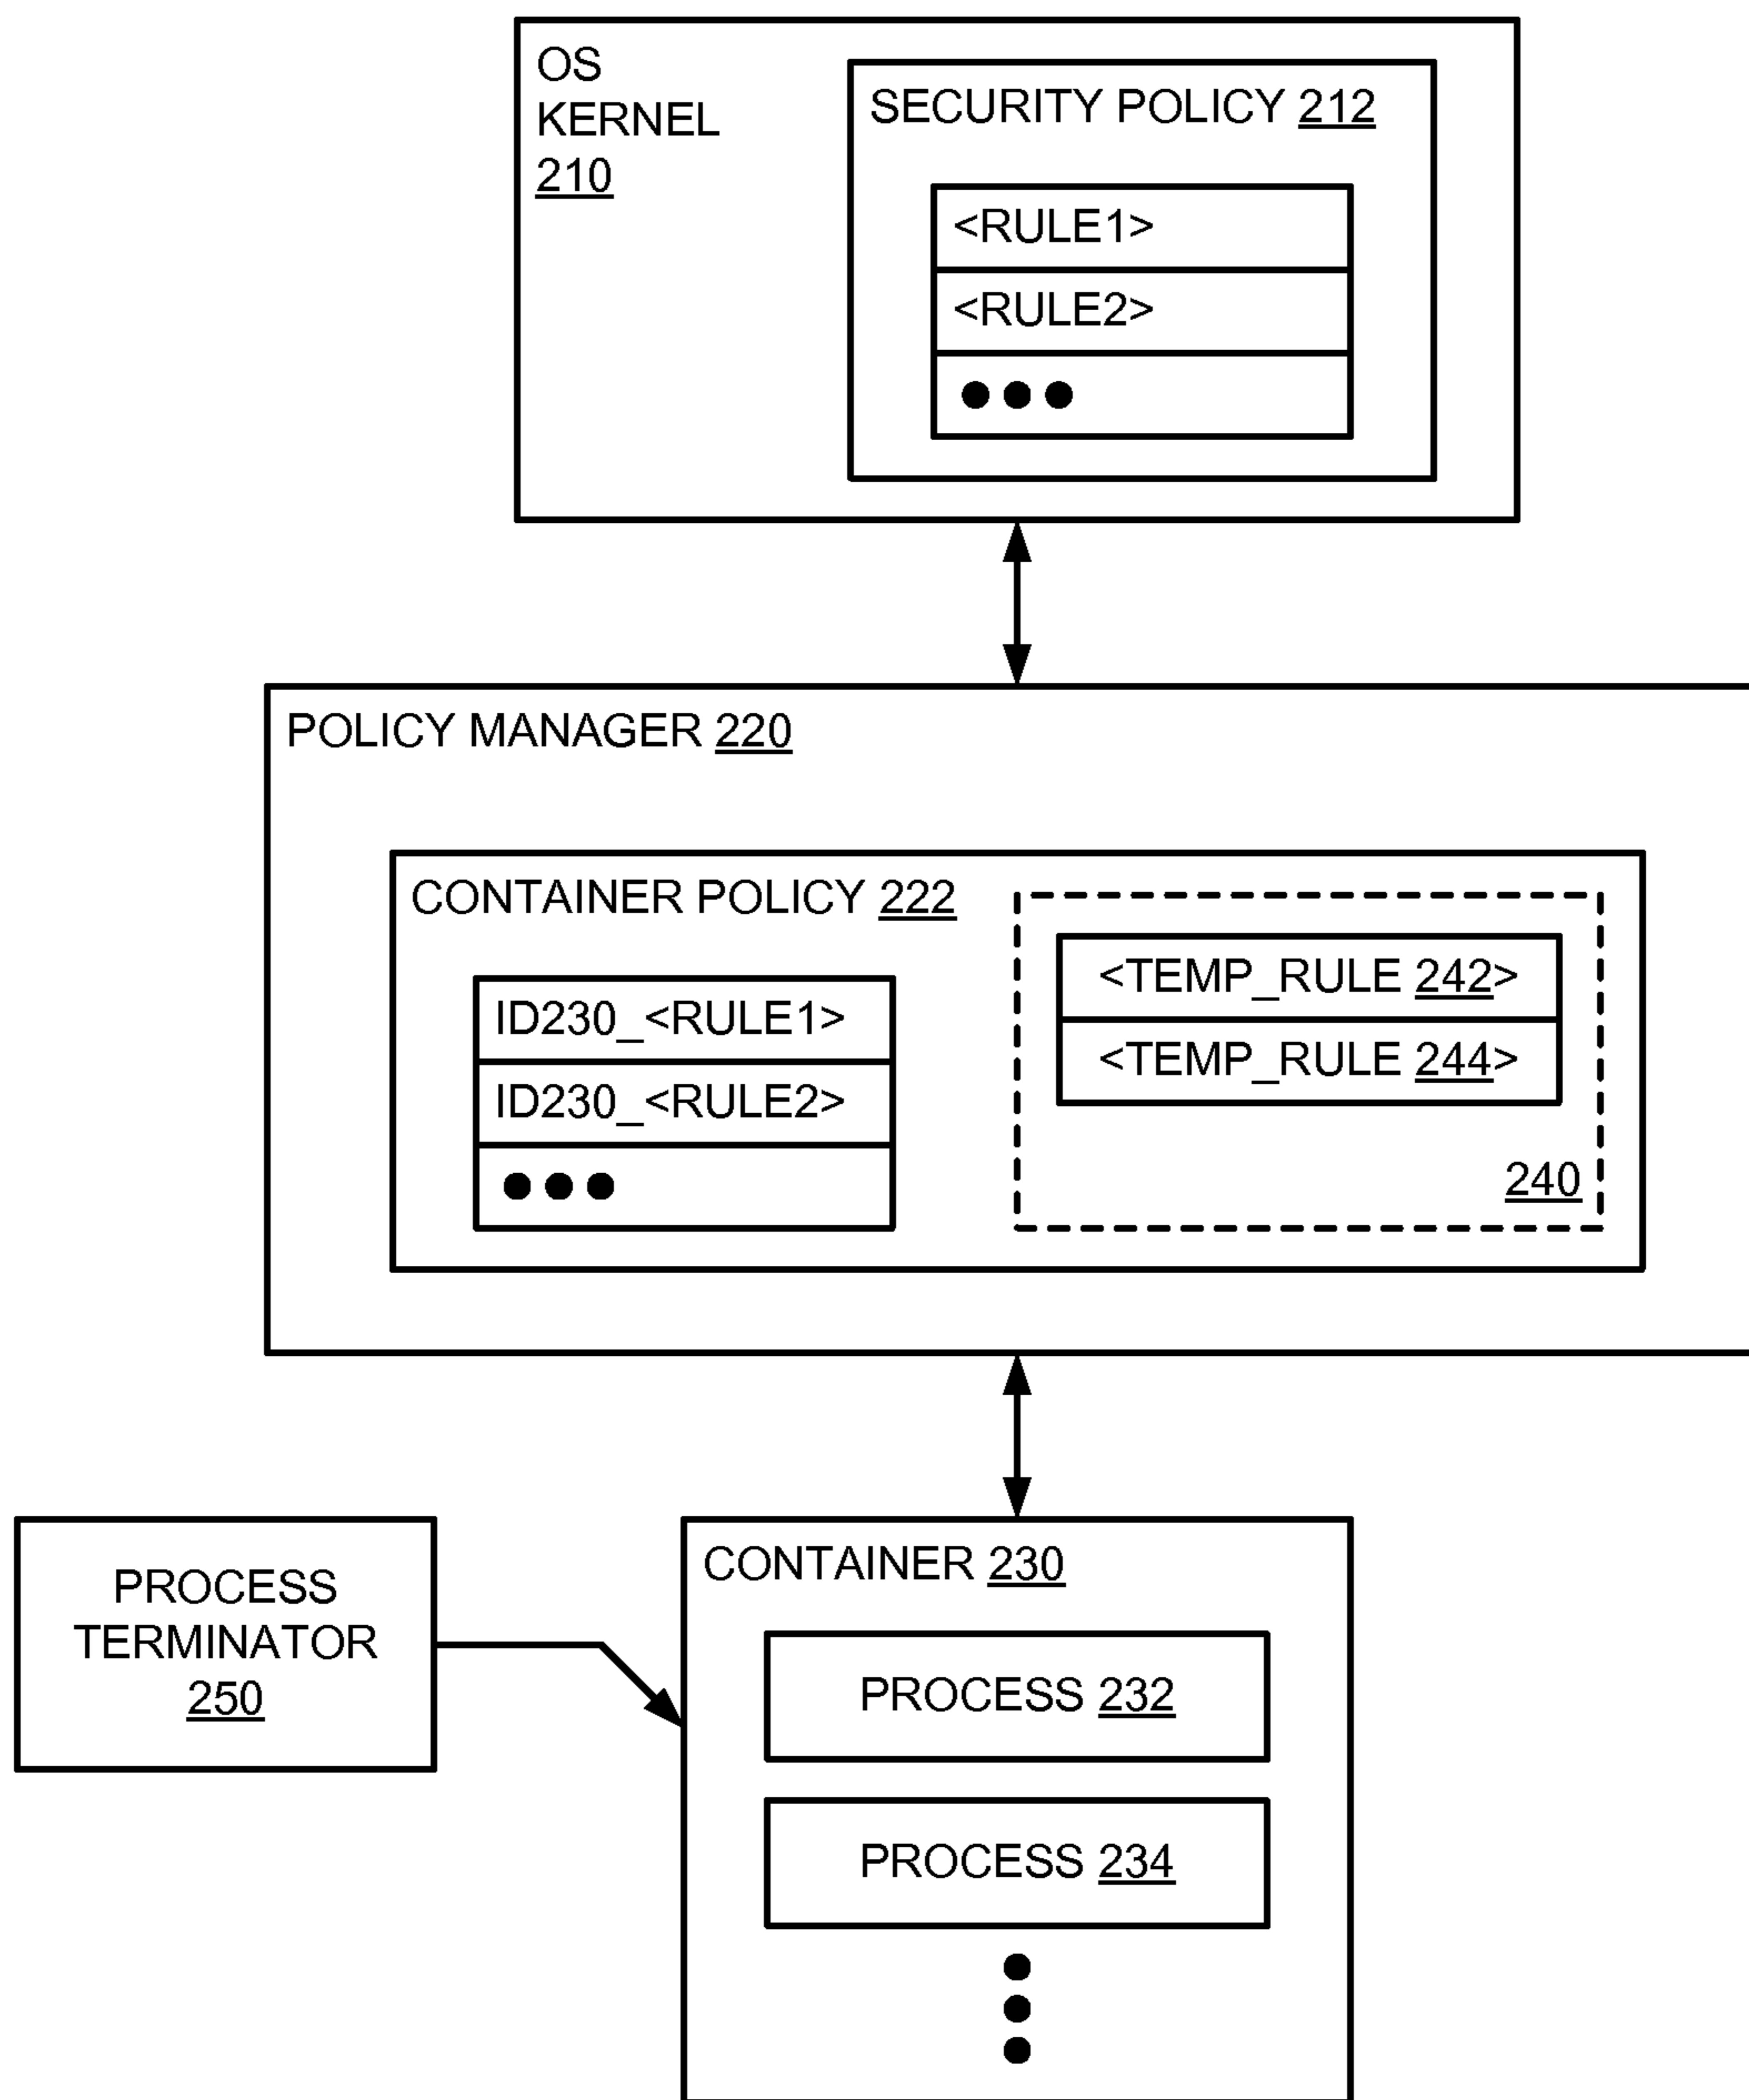 OS
KERNEL
210
SECURITY POLICY 212
<RULE1>
<RULE2>
POLICY MANAGER 220
CONTAINER POLICY 222
ID230_<RULE1>
ID230_<RULE2>
<TEMP_RULE 242>
<TEMP_RULE 244>
240
PROCESS
TERMINATOR
250
CONTAINER 230
PROCESS 232
PROCESS 234